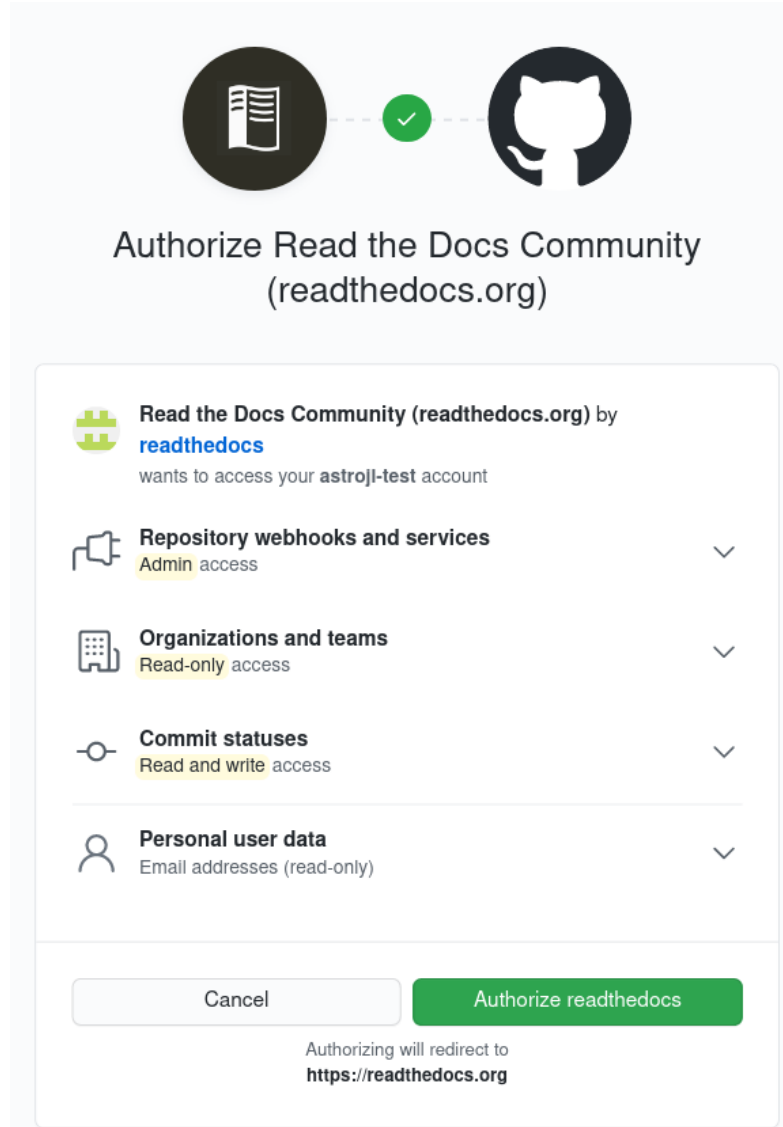 Authorize Read the Docs Community
(readthedocs.org)
Read the Docs Community (readthedocs.org) by
readthedocs
wants to access your astrojl-test account
Repository webhooks and services
Admin access
Organizations and teams
Read-only access
Commit statuses
Read and write access
Personal user data
Email addresses (read-only)
Cancel
Authorize readthedocs
Authorizing will redirect to
https://readthedocs.org